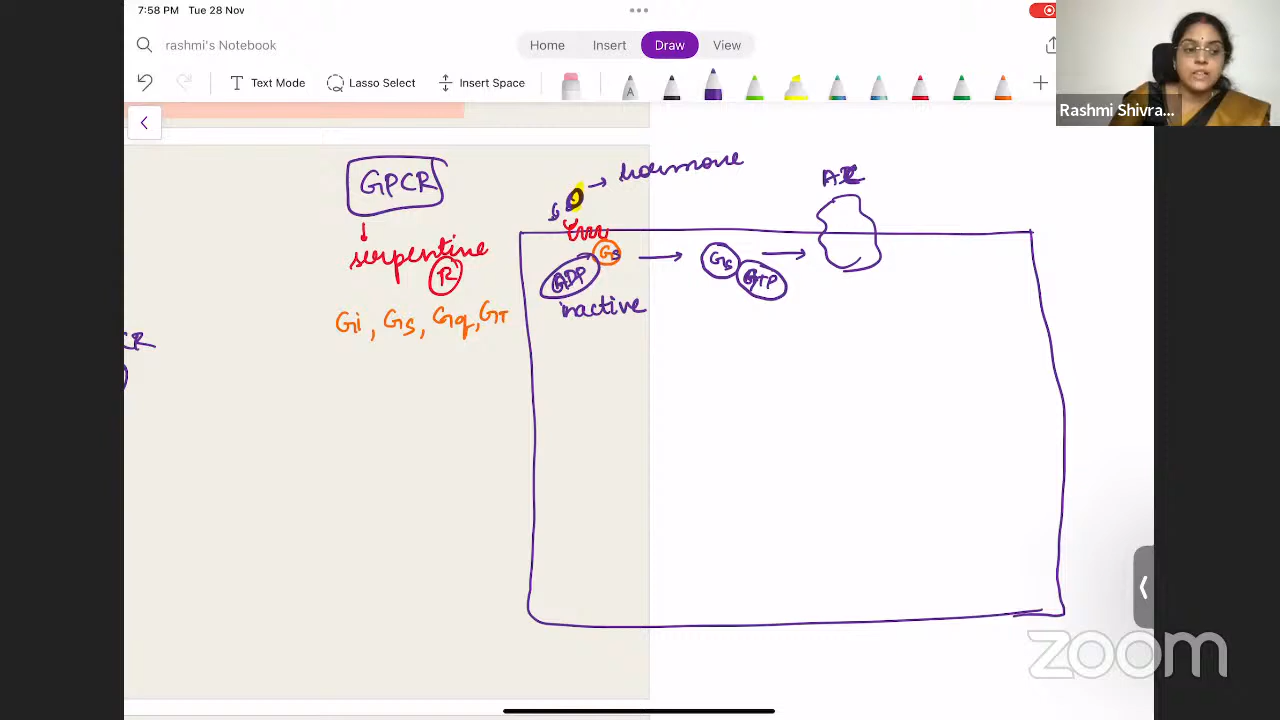 7:58 PM Tue 28 Nov
rashmi's Notebook
Home Insert Draw View
Text Mode Lasso Select Insert Space
A
Rashmi Shivra...
GPCR
hormone
serpentine
R
Gi, Gs, Gq, GT
Gs
GDP
inactive
Gs
GTP
CR
zoom